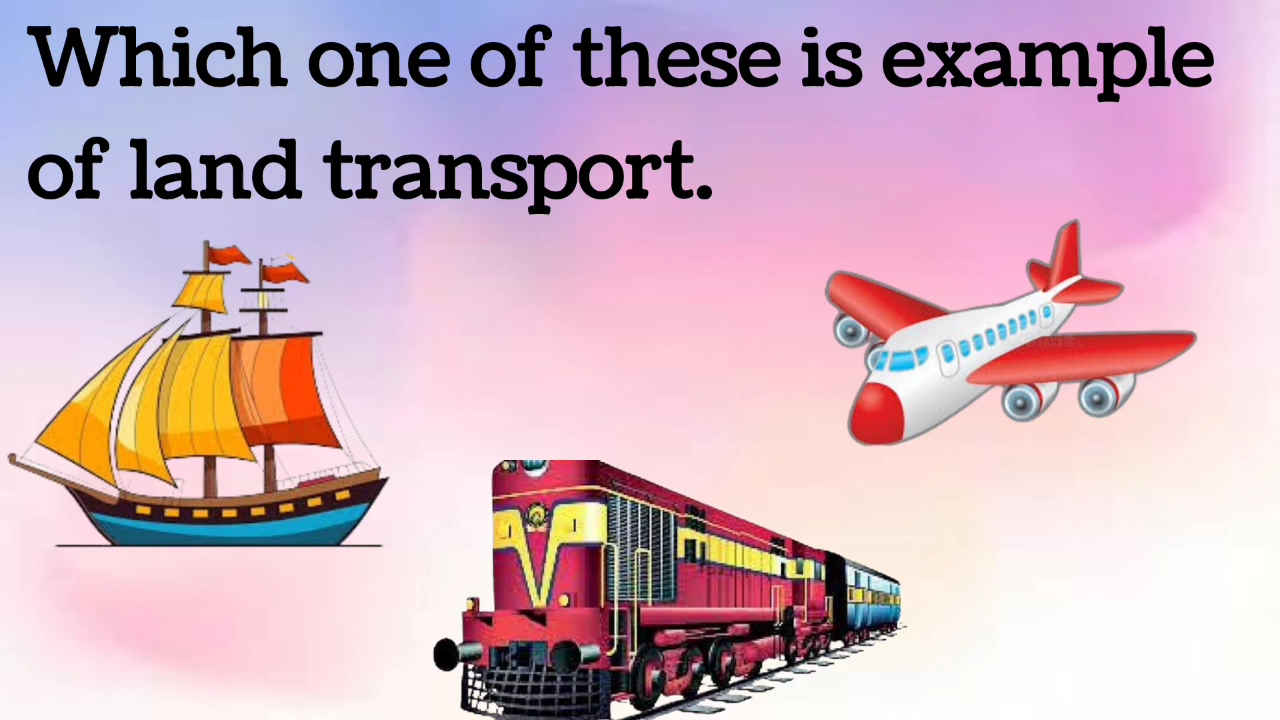 Which one of these is example
of land transport.